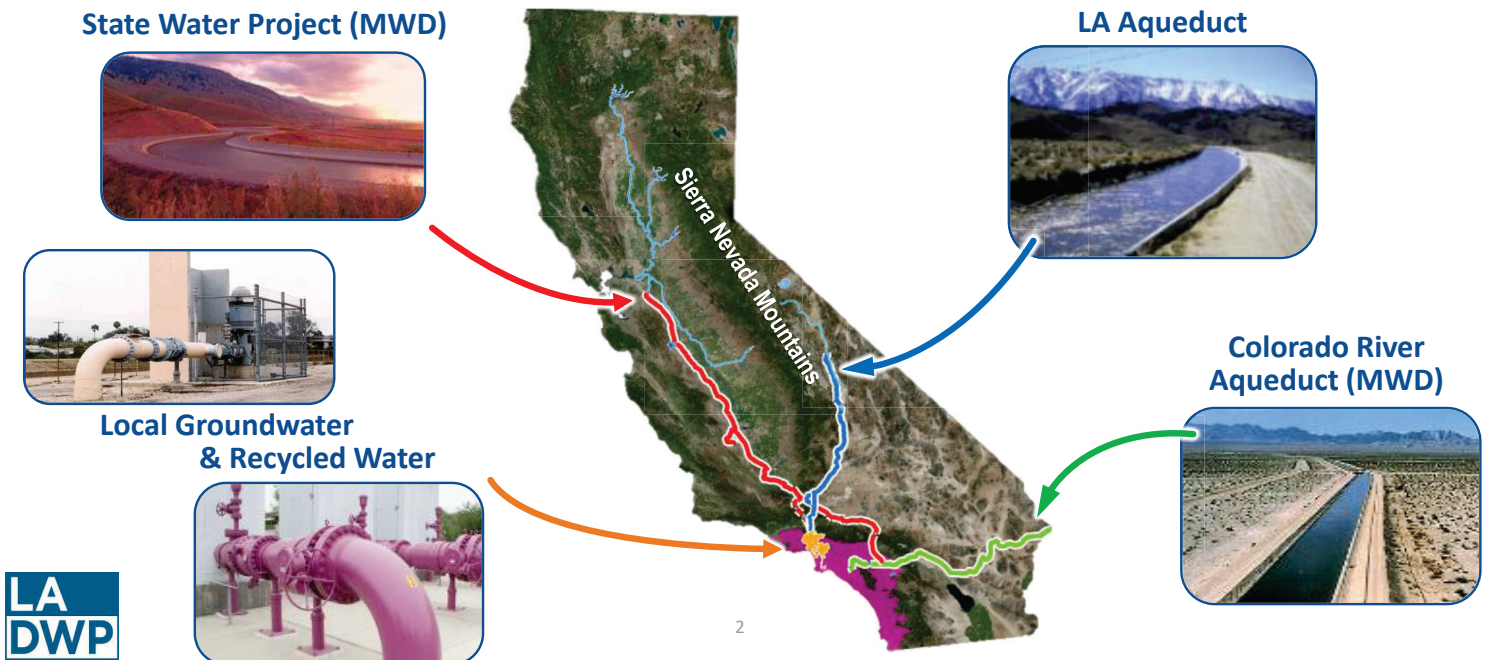 State Water Project (MWD)
LA Aqueduct
Sierra Nevada Mountains
Colorado River
Aqueduct (MWD)
Local Groundwater
& Recycled Water
LA
DWP
2